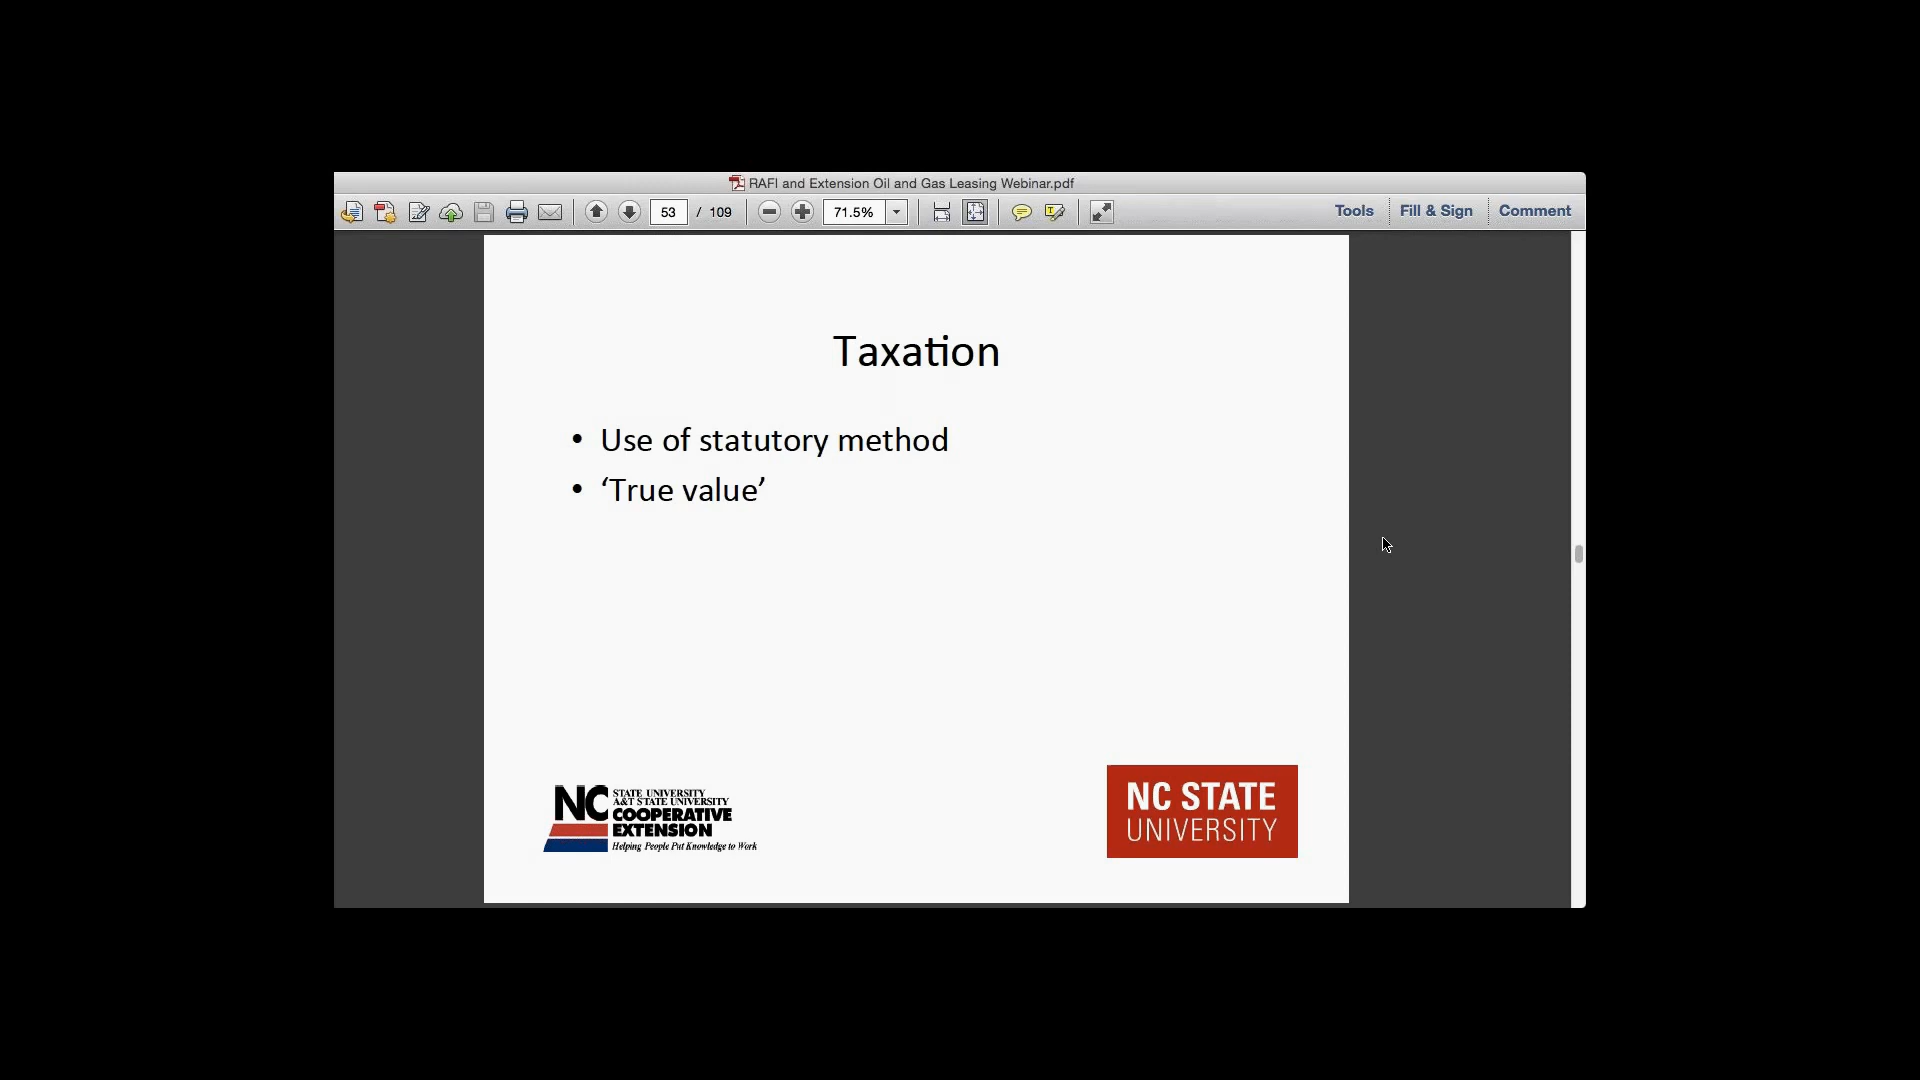 RAFI and Extension Oil and Gas Leasing Webinar.pdf
53 / 109 71.5% Tools Fill & Sign Comment
Taxation
• Use of statutory method
• ‘True value’
NC STATE UNIVERSITY
A&T STATE UNIVERSITY
COOPERATIVE
EXTENSION
Helping People Put Knowledge to Work
NC STATE
UNIVERSITY